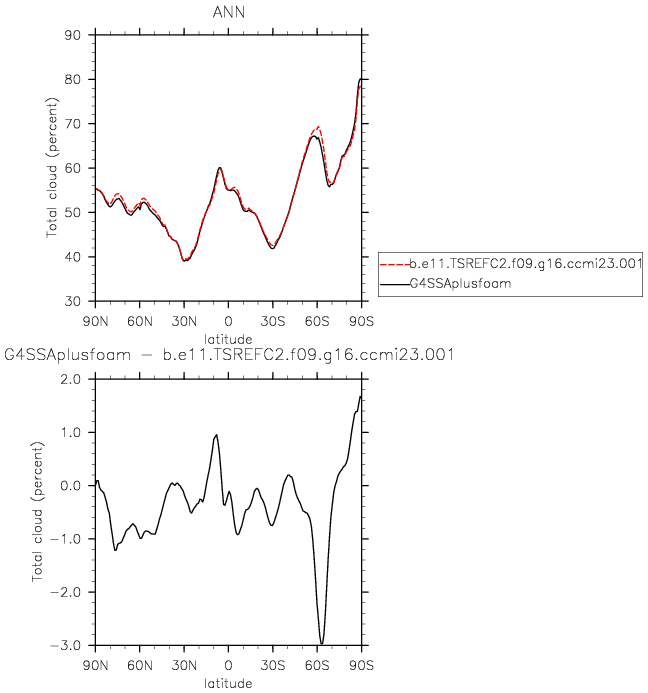 ANN
90
80
70
60
50
40
30
Total cloud (percent)
90N 60N 30N 0 30S 60S 90S
latitude
b.e11.TSREFC2.f09.g16.ccmi23.001
G4SSAplusfoam
G4SSAplusfoam − b.e11.TSREFC2.f09.g16.ccmi23.001
2.0
1.0
0.0
−1.0
−2.0
−3.0
Total cloud (percent)
90N 60N 30N 0 30S 60S 90S
latitude